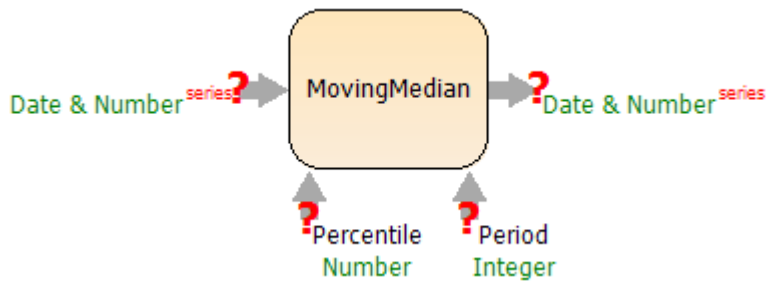 MovingMedian
Date & Number series ?
? Date & Number series
? Percentile
Number
? Period
Integer